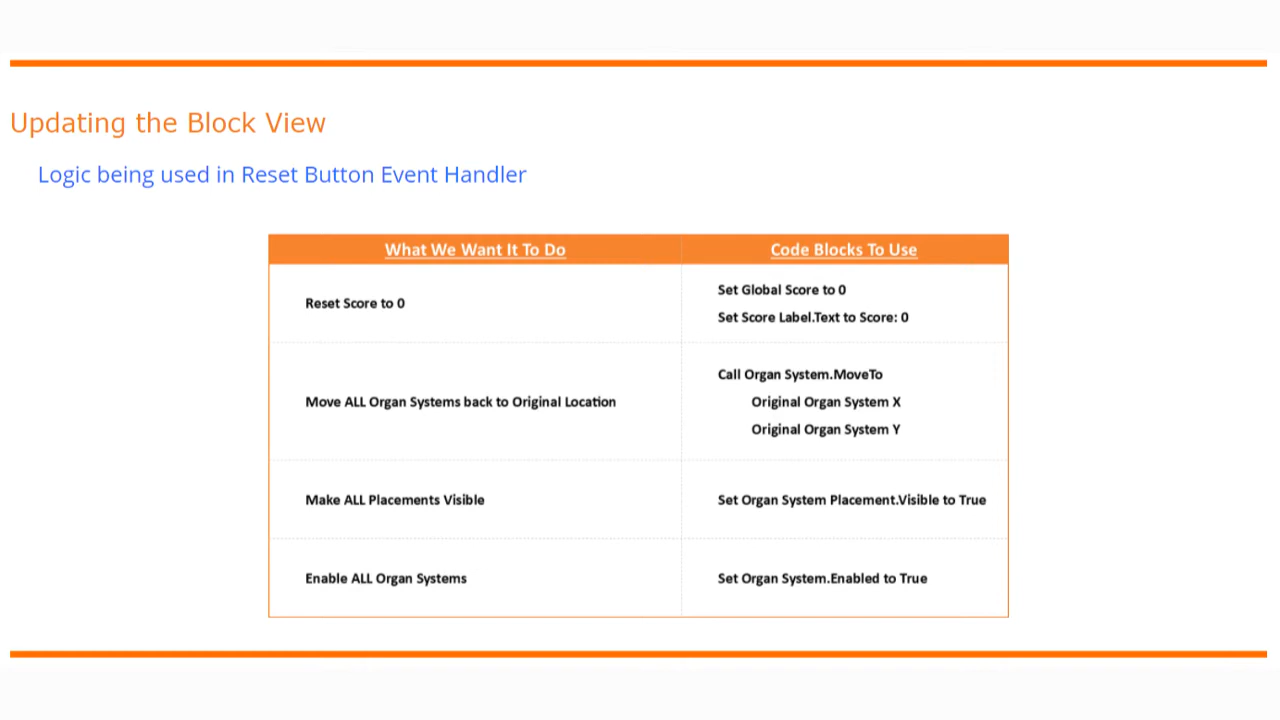 Updating the Block View
Logic being used in Reset Button Event Handler
What We Want It To Do
Code Blocks To Use
Reset Score to 0
Set Global Score to 0
Set Score Label.Text to Score: 0
Move ALL Organ Systems back to Original Location
Call Organ System.MoveTo
Original Organ System X
Original Organ System Y
Make ALL Placements Visible
Set Organ System Placement.Visible to True
Enable ALL Organ Systems
Set Organ System.Enabled to True